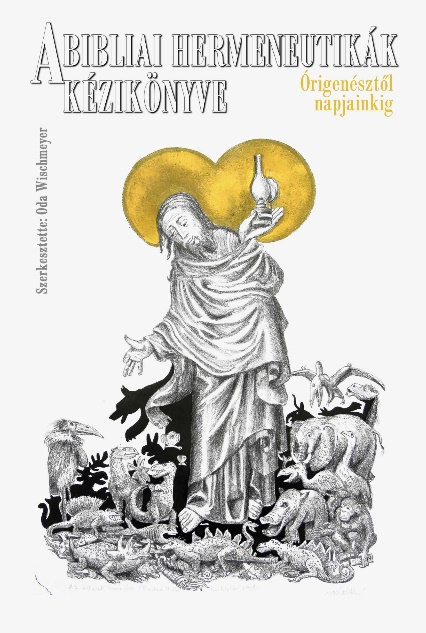 A BIBLIAI HERMENEUTIKÁK
KÉZIKÖNYVE
Órigenésztől
napjainkig
Szerkesztette: Oda Wischmeyer